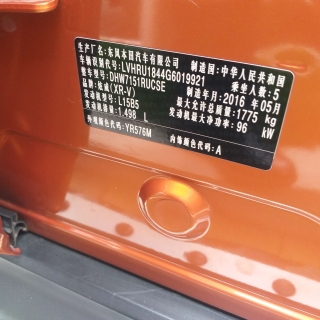 生产厂名: 东风本田汽车有限公司 制造国: 中华人民共和国
车辆识别代号: LVHRU1844G6019921 乘坐人数: 5
整车型号: DHW7151RUCSE 制造年月: 2016 年 05月
品牌: 炫威(XR-V) 最大允许总质量: 1775 kg
发动机型号: L15B5 发动机最大净功率: 96 kW
发动机排量: 1.498 L
外观颜色代码: YR576M 内饰颜色代码: A